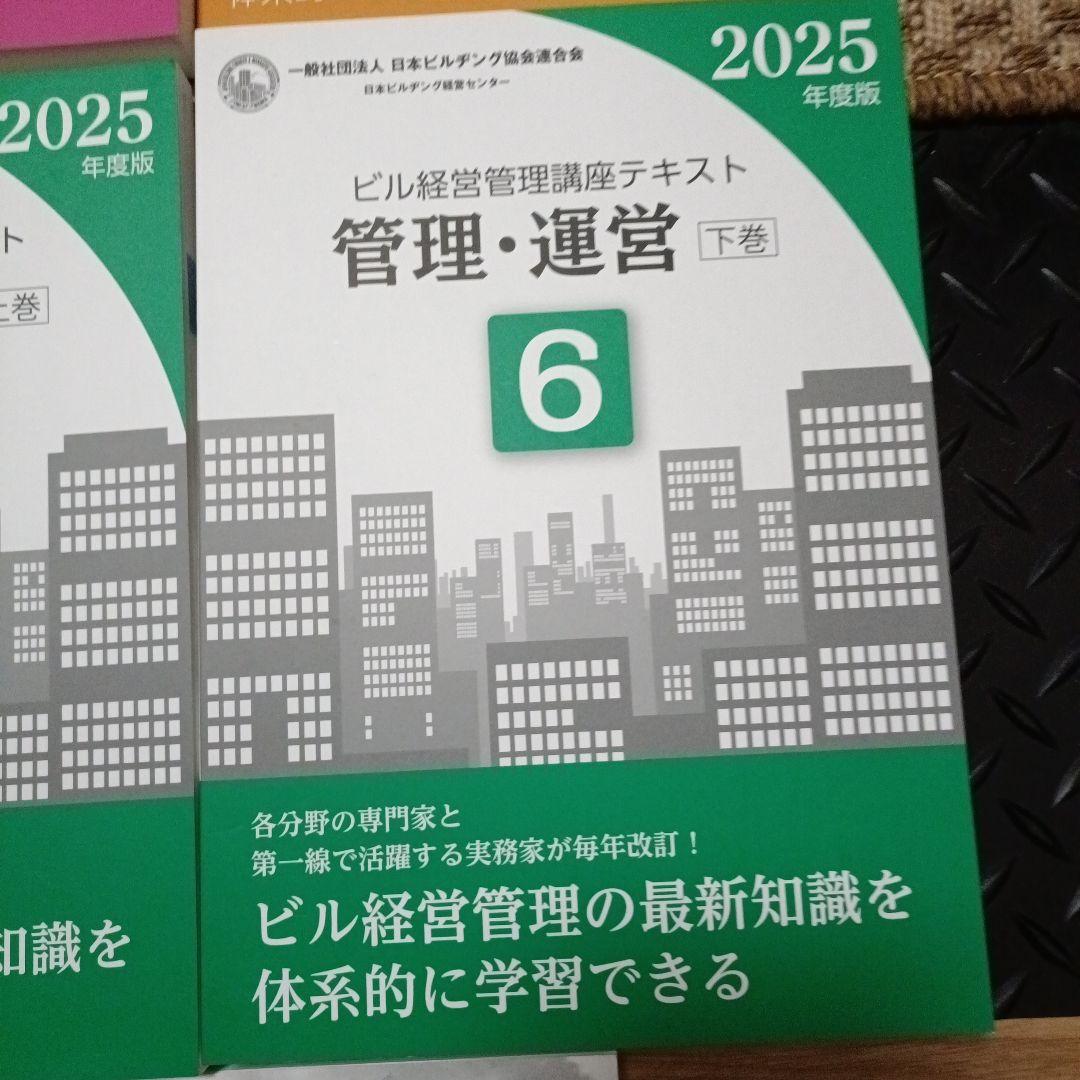 2025
年度版
ト
上巻
知識を
一般社団法人 日本ビルヂング協会連合会
日本ビルヂング経営センター
2025
年度版
ビル経営管理講座テキスト
管理・運営 下巻
6
各分野の専門家と
第一線で活躍する実務家が毎年改訂！
ビル経営管理の最新知識を
体系的に学習できる